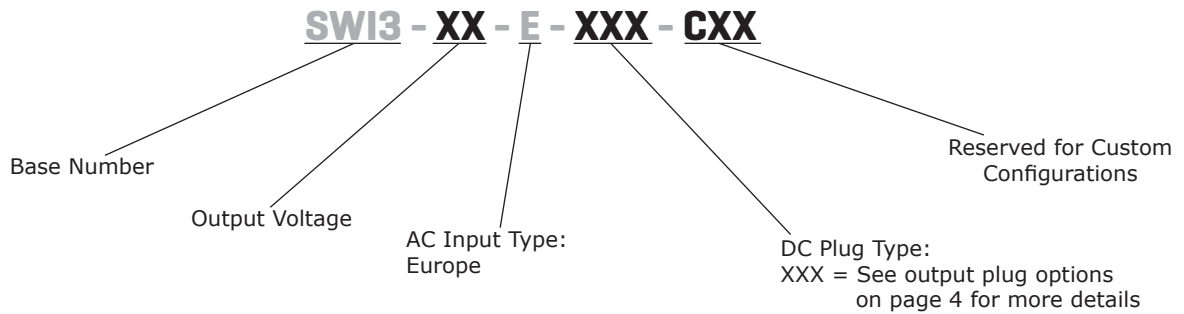 SWI3 - XX - E - XXX - CXX
Base Number
Output Voltage
AC Input Type:
Europe
DC Plug Type:
XXX = See output plug options
on page 4 for more details
Reserved for Custom
Configurations